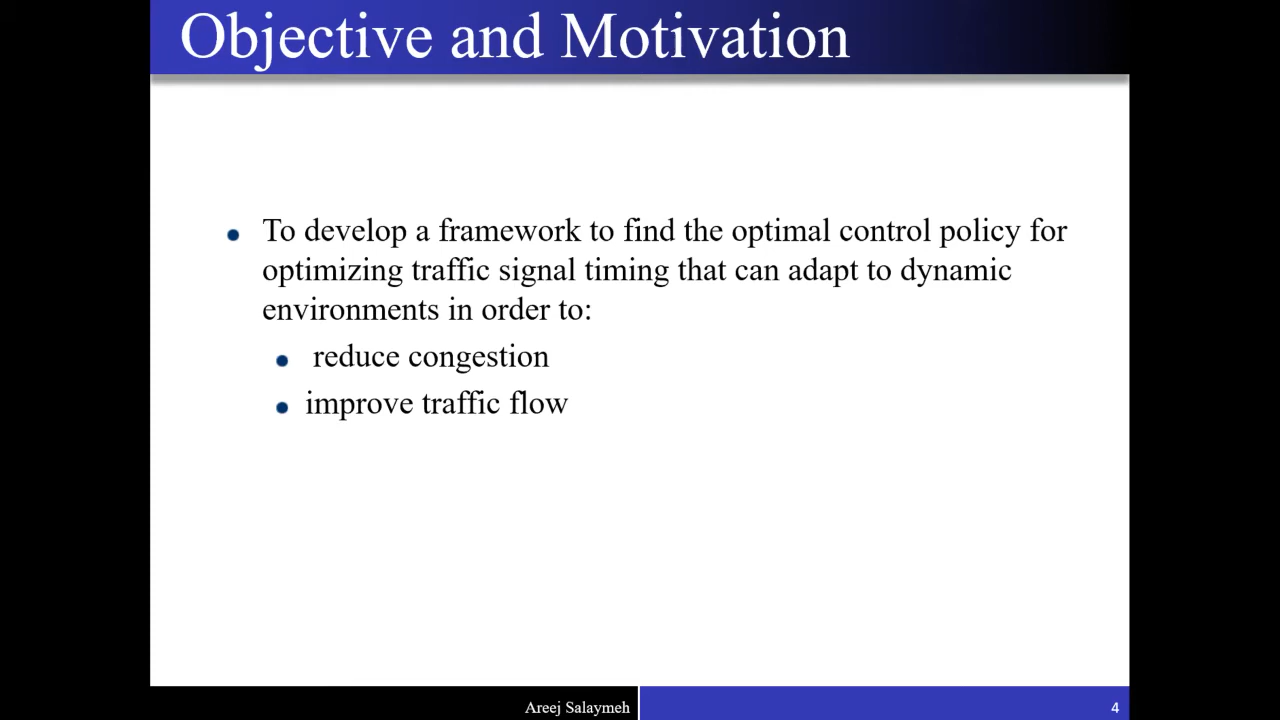 Objective and Motivation
To develop a framework to find the optimal control policy for
optimizing traffic signal timing that can adapt to dynamic
environments in order to:
reduce congestion
improve traffic flow
Areej Salaymeh
4